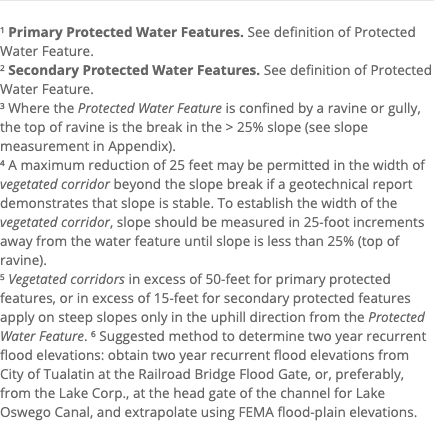 ¹ Primary Protected Water Features. See definition of Protected
Water Feature.
² Secondary Protected Water Features. See definition of Protected
Water Feature.
³ Where the Protected Water Feature is confined by a ravine or gully,
the top of ravine is the break in the > 25% slope (see slope
measurement in Appendix).
⁴ A maximum reduction of 25 feet may be permitted in the width of
vegetated corridor beyond the slope break if a geotechnical report
demonstrates that slope is stable. To establish the width of the
vegetated corridor, slope should be measured in 25-foot increments
away from the water feature until slope is less than 25% (top of
ravine).
⁵ Vegetated corridors in excess of 50-feet for primary protected
features, or in excess of 15-feet for secondary protected features
apply on steep slopes only in the uphill direction from the Protected
Water Feature. ⁶ Suggested method to determine two year recurrent
flood elevations: obtain two year recurrent flood elevations from
City of Tualatin at the Railroad Bridge Flood Gate, or, preferably,
from the Lake Corp., at the head gate of the channel for Lake
Oswego Canal, and extrapolate using FEMA flood-plain elevations.